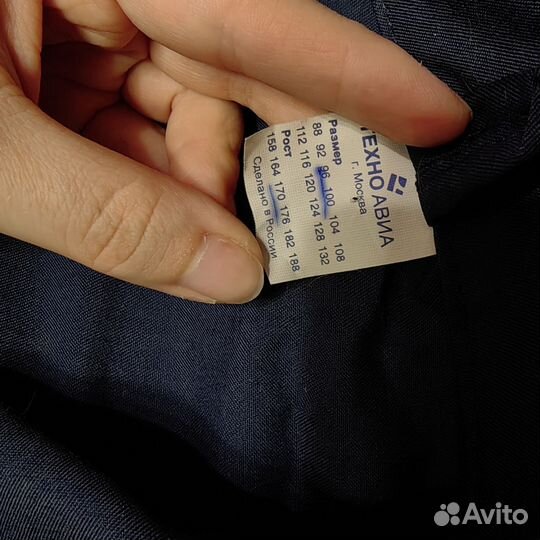 ТЕХНОАВИА
г. Москва
Размер
88 92 96 100 104 108
112 116 120 124 128 132
Рост
158 164 170 176 182 188
Сделано в России
Avito